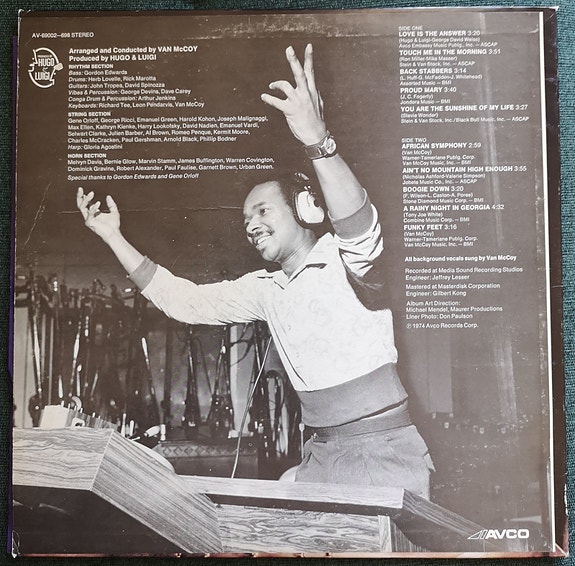 AV-69002-698 STEREO
HUGO
&
LUIGI
Arranged and Conducted by VAN McCOY
Produced by HUGO & LUIGI
RHYTHM SECTION
Bass: Gordon Edwards
Drums: Herb Lovelle, Rick Marotta
Guitars: John Tropea, David Spinozza
Vibes & Percussion: George Devins, Dave Carey
Conga Drum & Percussion: Arthur Jenkins
Keyboards: Richard Tee, Leon Pendarvis, Van McCoy
STRING SECTION
Gene Orloff, George Ricci, Emanuel Green, Harold Kohon, Joseph Malignaggi,
Max Ellen, Kathryn Kienke, Harry Lookofsky, David Nadien, Emanuel Vardi,
Selwart Clarke, Julien Barber, Al Brown, Romeo Penque, Kermit Moore,
Charles McCracken, Paul Gershman, Arnold Black, Phillip Bodner
Harp: Gloria Agostini
HORN SECTION
Melvyn Davis, Bernie Glow, Marvin Stamm, James Buffington, Warren Covington,
Dominick Gravine, Robert Alexander, Paul Faulise, Garnett Brown, Urban Green.
Special thanks to Gordon Edwards and Gene Orloff
SIDE ONE
LOVE IS THE ANSWER 3:20
(Hugo & Luigi-George David Weiss)
Avco Embassy Music Publg., Inc. — ASCAP
TOUCH ME IN THE MORNING 3:51
(Ron Miller-Mike Masser)
Stein & Van Stock, Inc. — ASCAP
BACK STABBERS 3:14
(L. Huff-G. McFadden-J. Whitehead)
Assorted Music — BMI
PROUD MARY 3:40
(J. C. Fogerty)
Jondora Music — BMI
YOU ARE THE SUNSHINE OF MY LIFE 3:27
(Stevie Wonder)
Stein & Van Stock, Inc./Black Bull Music, — ASCAP
SIDE TWO
AFRICAN SYMPHONY 2:59
(Van McCoy)
Warner-Tamerlane Publg. Corp.
Van McCoy Music, Inc. — BMI
AIN'T NO MOUNTAIN HIGH ENOUGH 3:55
(Nicholas Ashford-Valerie Simpson)
Jobete Music Co., Inc. — ASCAP
BOOGIE DOWN 3:20
(F. Wilson-L. Caston-A. Poree)
Stone Diamond Music Corp. — BMI
A RAINY NIGHT IN GEORGIA 4:32
(Tony Joe White)
Combine Music Corp. — BMI
FUNKY FEET 3:16
(Van McCoy)
Warner-Tamerlane Publg. Corp.
Van McCoy Music, Inc. — BMI
All background vocals sung by Van McCoy
Recorded at Media Sound Recording Studios
Engineer: Jeffrey Lesser
Mastered at Masterdisk Corporation
Engineer: Gilbert Kong
Album Art Direction:
Michael Mendel, Maurer Productions
Liner Photo: Don Paulson
℗ 1974 Avco Records Corp.
AVCO